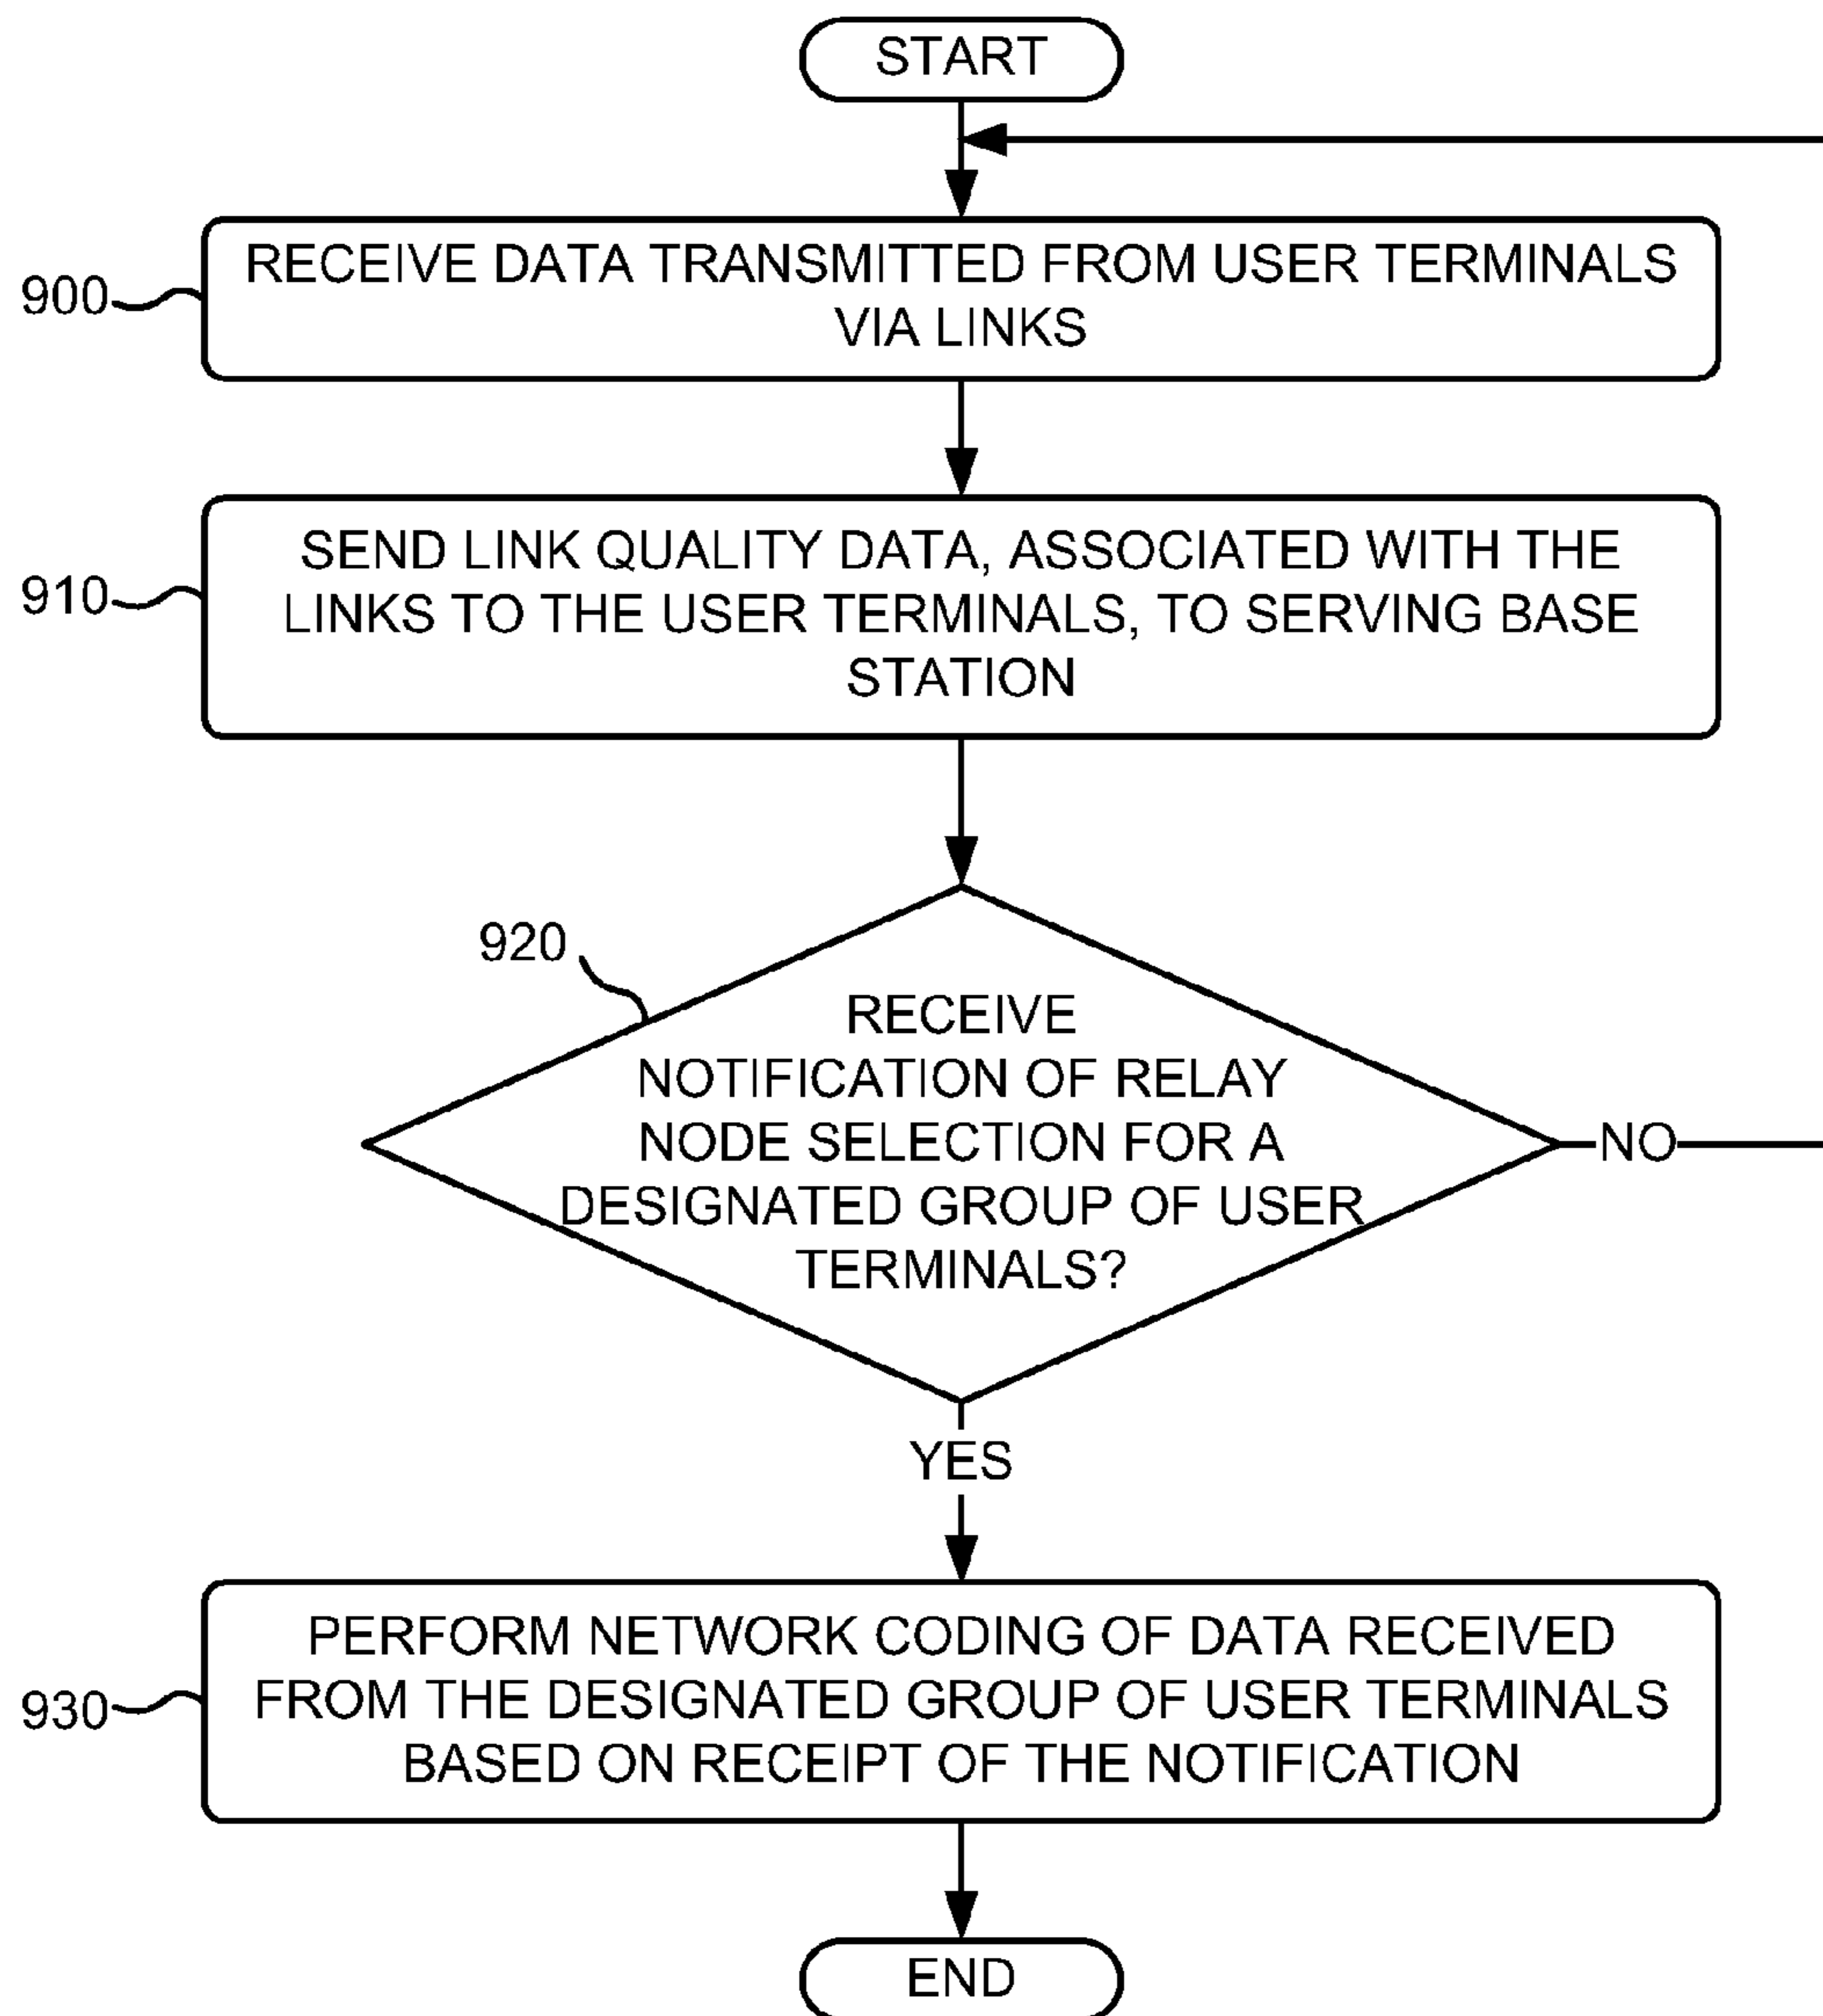 START
900
RECEIVE DATA TRANSMITTED FROM USER TERMINALS
VIA LINKS
910
SEND LINK QUALITY DATA, ASSOCIATED WITH THE
LINKS TO THE USER TERMINALS, TO SERVING BASE
STATION
920
RECEIVE
NOTIFICATION OF RELAY
NODE SELECTION FOR A
DESIGNATED GROUP OF USER
TERMINALS?
NO
YES
930
PERFORM NETWORK CODING OF DATA RECEIVED
FROM THE DESIGNATED GROUP OF USER TERMINALS
BASED ON RECEIPT OF THE NOTIFICATION
END